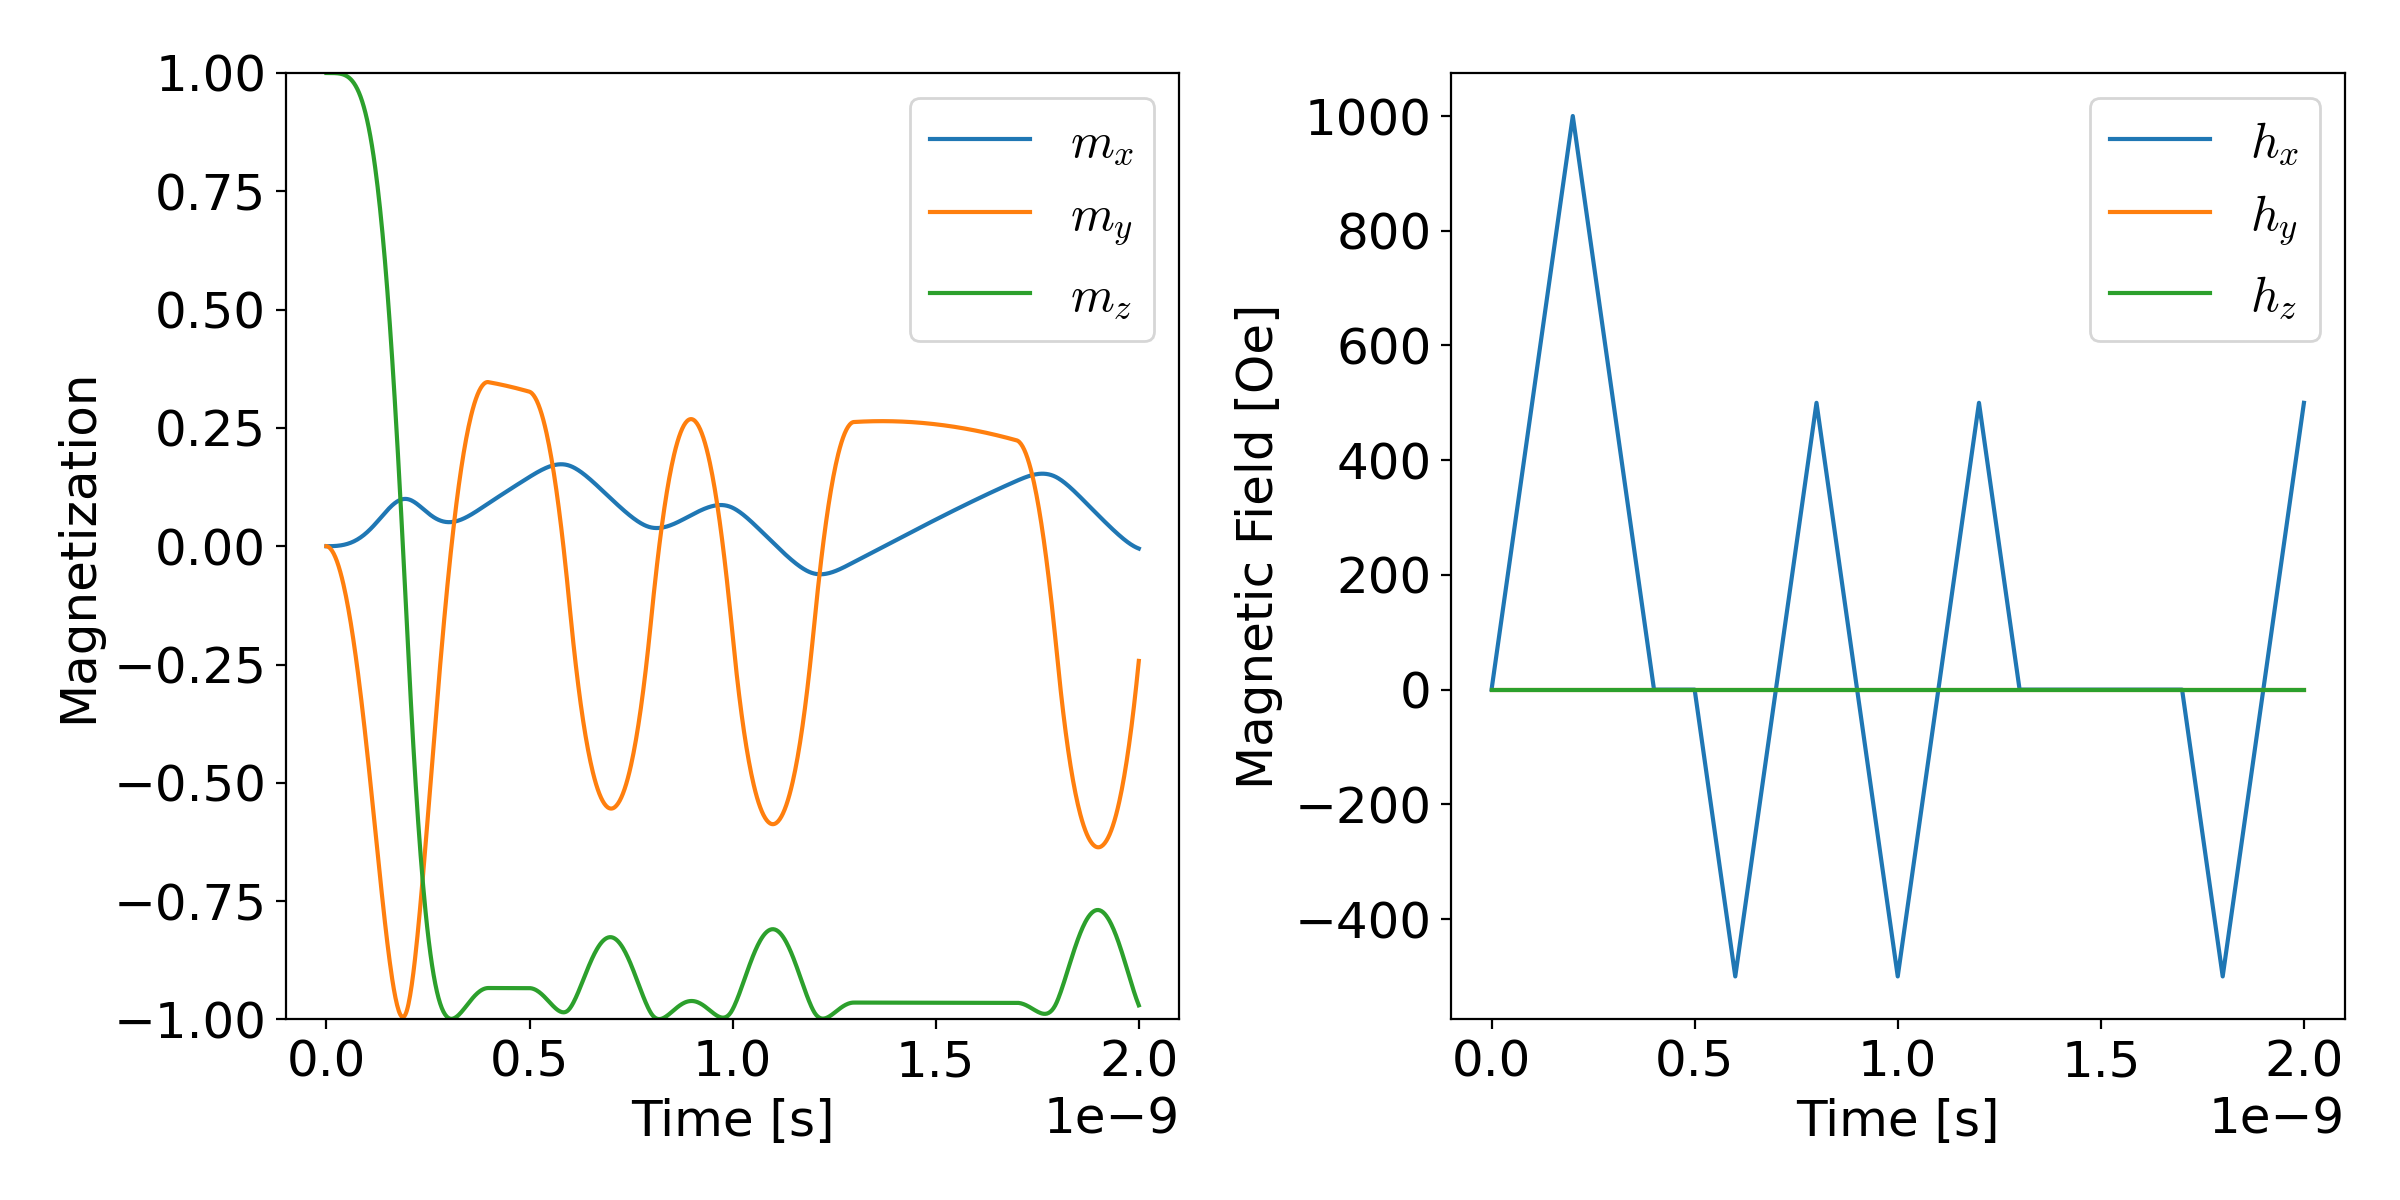 Magnetization
1.00
0.75
0.50
0.25
0.00
−0.25
−0.50
−0.75
−1.00
0.0 0.5 1.0 1.5 2.0
Time [s]
1e−9
m_x
m_y
m_z
Magnetic Field [Oe]
1000
800
600
400
200
0
−200
−400
0.0 0.5 1.0 1.5 2.0
Time [s]
1e−9
h_x
h_y
h_z